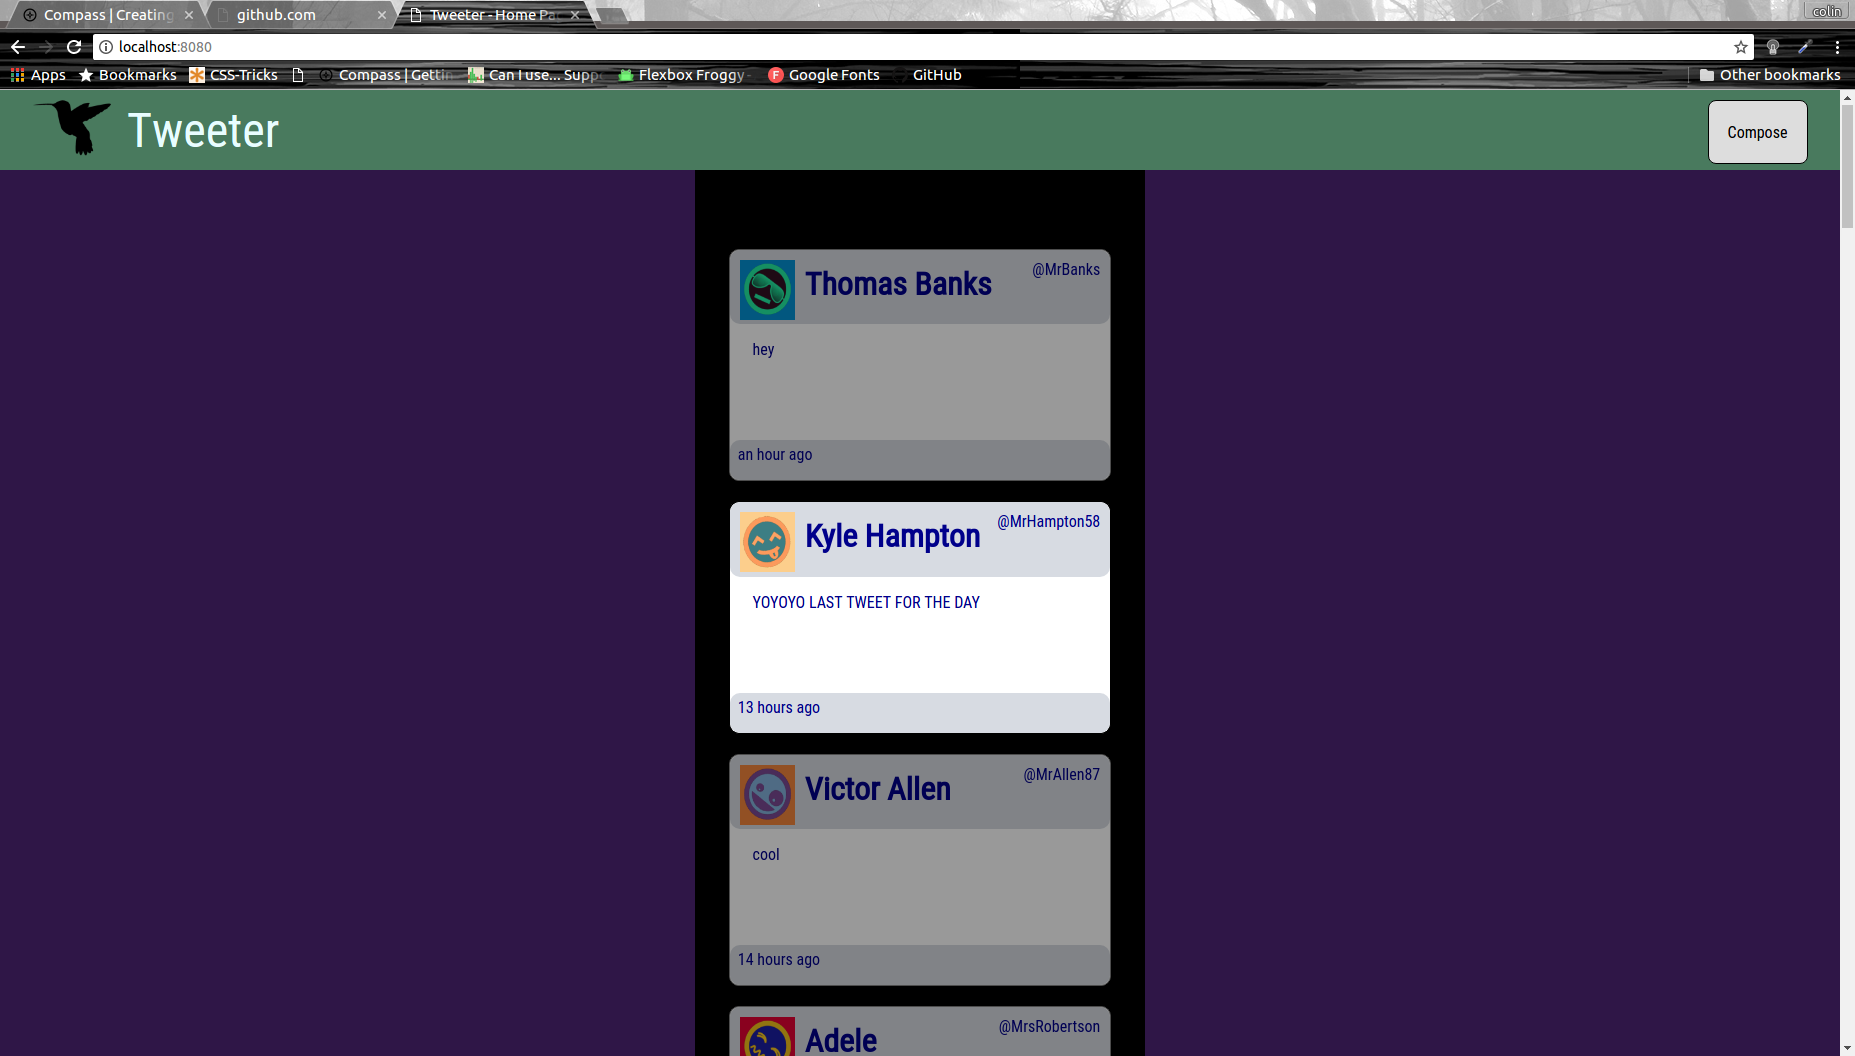 Compass | Creating
github.com
Tweeter - Home Pa
colin
localhost:8080
Apps
Bookmarks
CSS-Tricks
Compass | Gettin
Can I use... Supp
Flexbox Froggy -
Google Fonts
GitHub
Other bookmarks
Tweeter
Compose
Thomas Banks
@MrBanks
hey
an hour ago
Kyle Hampton
@MrHampton58
YOYOYO LAST TWEET FOR THE DAY
13 hours ago
Victor Allen
@MrAllen87
cool
14 hours ago
Adele
@MrsRobertson